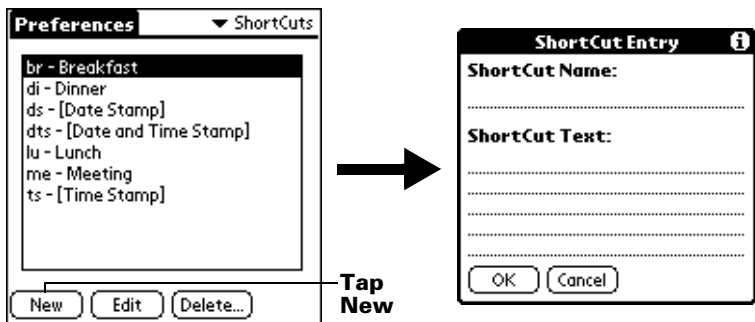 Preferences
ShortCuts
br - Breakfast
di - Dinner
ds - [Date Stamp]
dts - [Date and Time Stamp]
lu - Lunch
me - Meeting
ts - [Time Stamp]
New Edit Delete...
Tap
New
ShortCut Entry i
ShortCut Name:
ShortCut Text:
OK Cancel